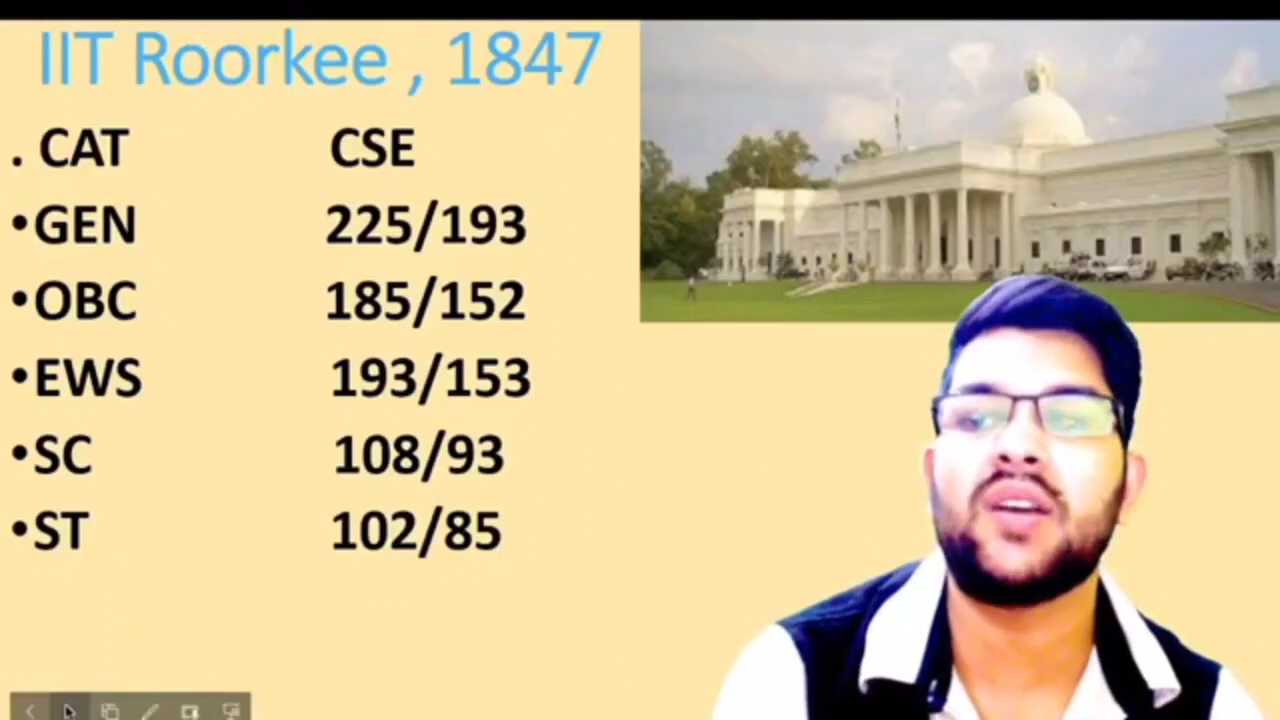 IIT Roorkee , 1847
. CAT CSE
•GEN 225/193
•OBC 185/152
•EWS 193/153
•SC 108/93
•ST 102/85